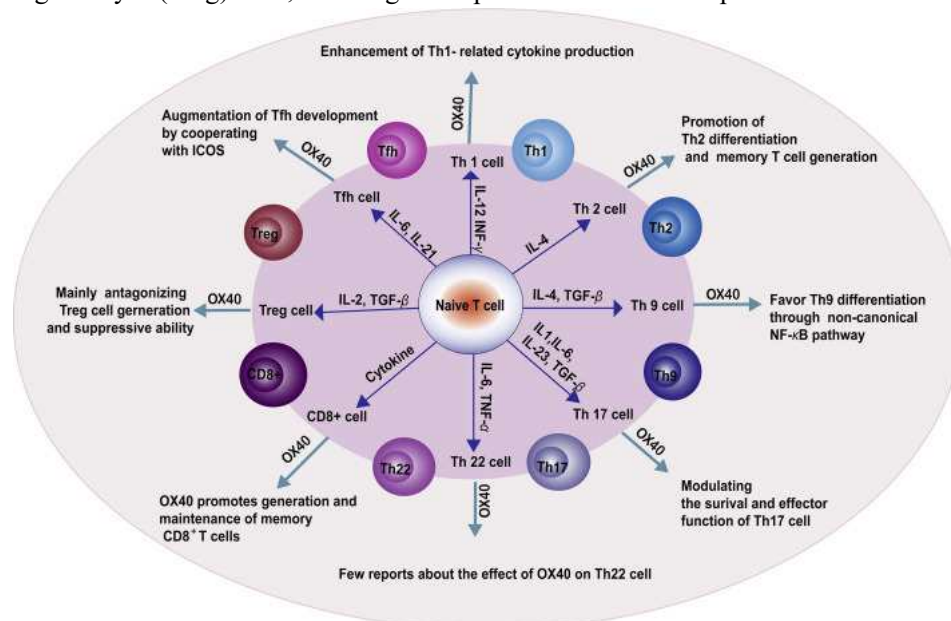 Enhancement of Th1- related cytokine production
OX40
Augmentation of Tfh development
by cooperating
with ICOS
OX40
Promotion of
Th2 differentiation
and memory T cell generation
OX40
Tfh
Th1
Th 1 cell
Tfh cell
IL-12 INF-γ
Th 2 cell
Treg
IL-6, IL-21
IL-4
Th2
Mainly antagonizing
Treg cell gerneration
and suppressive ability
OX40
Treg cell
IL-2, TGF-β
Naive T cell
IL-4, TGF-β
Th 9 cell
OX40
Favor Th9 differentiation
through non-canonical
NF-κB pathway
CD8+
Cytokine
CD8+ cell
IL-6, TNF-α
IL1,IL-6,
IL-23, TGF-β
Th 17 cell
Th9
OX40
Th22
Th 22 cell
Th17
OX40
OX40
OX40 promotes generation and
maintenance of memory
CD8⁺ T cells
Modulating
the surival and effector
function of Th17 cell
Few reports about the effect of OX40 on Th22 cell